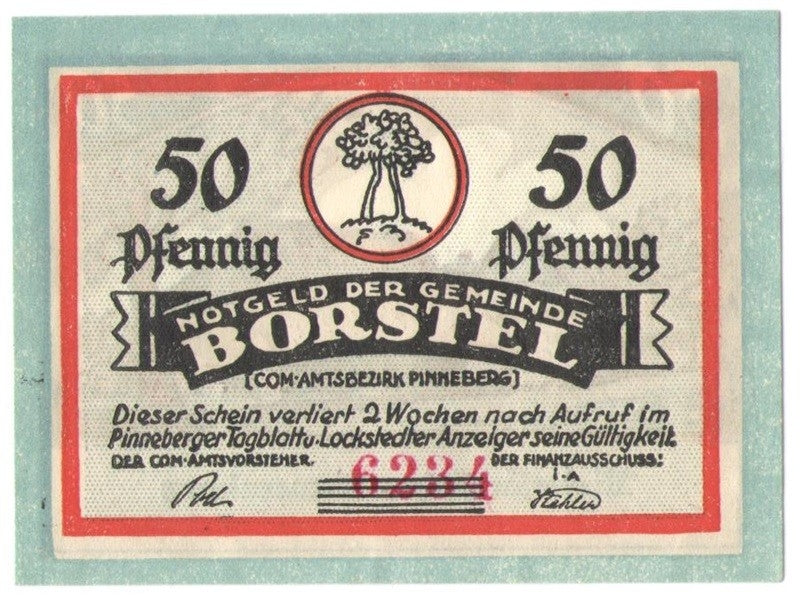 50 50
Pfennig Pfennig
NOTGELD DER GEMEINDE
BORSTEL
(COM·AMTSBEZIRK PINNEBERG)
Dieser Schein verliert 2 Wochen nach Aufruf im
Pinneberger Tagblatt u. Lockstedter Anzeiger seine Gültigkeit
DER COM·AMTSVORSTEHER. DER FINANZAUSSCHUSS:
6234 I·A